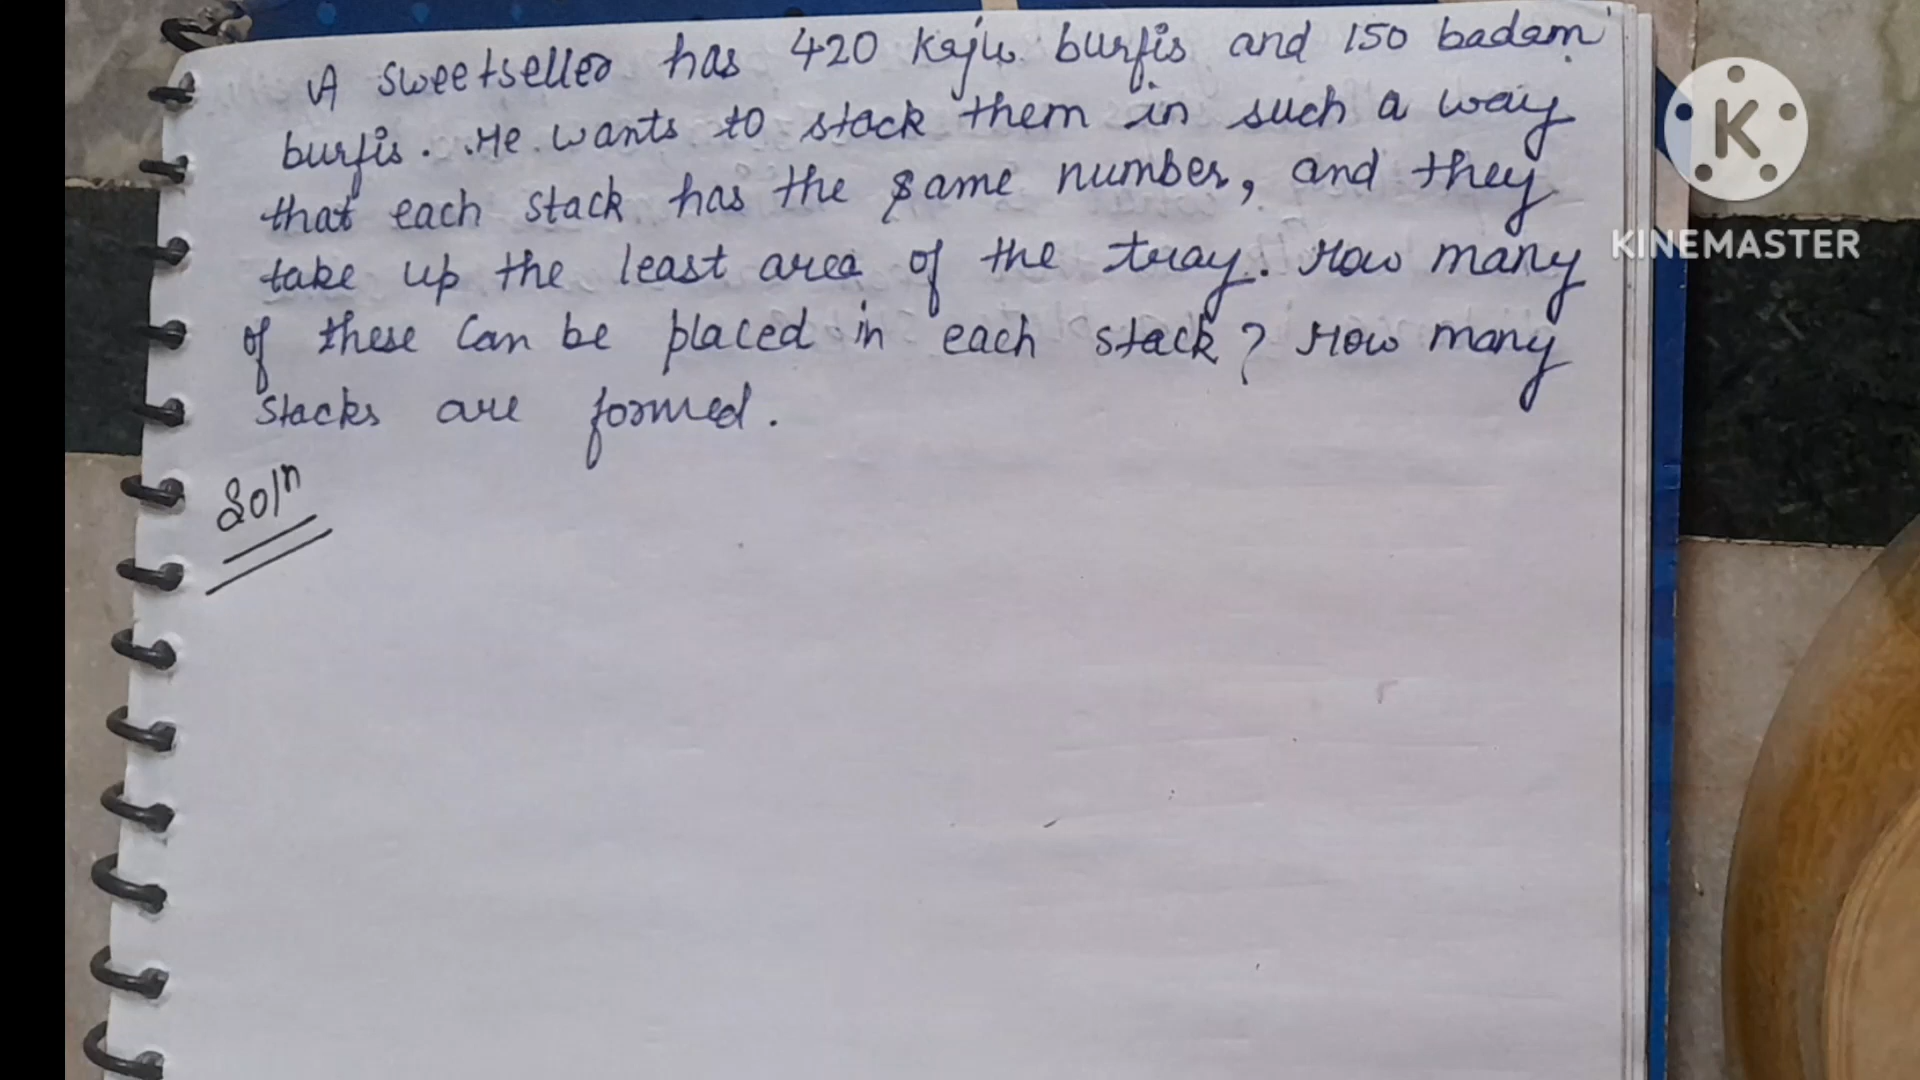 A sweetseller has 420 kaju burfis and 150 badam
burfis. He wants to stack them in such a way
that each stack has the same number, and they
take up the least area of the tray. How many
of these can be placed in each stack? How many
stacks are formed.
Soln
K
KINEMASTER